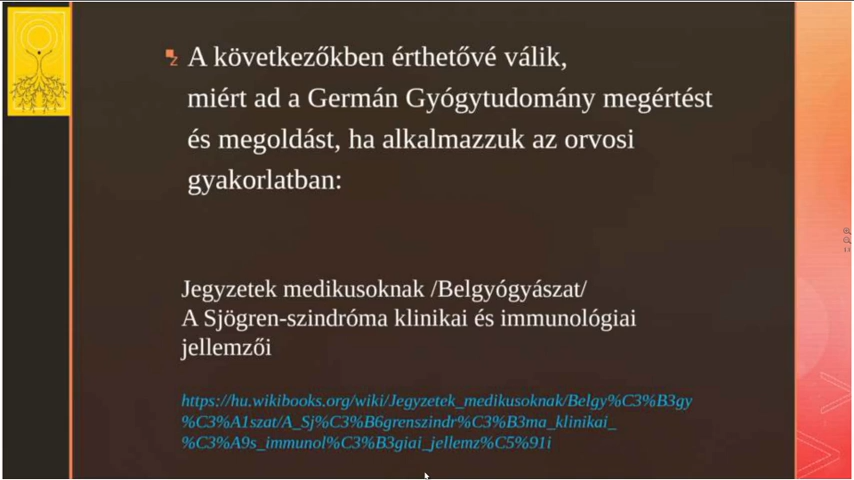 A következőkben érthetővé válik,
miért ad a Germán Gyógytudomány megértést
és megoldást, ha alkalmazzuk az orvosi
gyakorlatban:
Jegyzetek medikusoknak /Belgyógyászat/
A Sjögren-szindróma klinikai és immunológiai
jellemzői
https://hu.wikibooks.org/wiki/Jegyzetek_medikusoknak/Belgy%C3%B3gy
%C3%A1szat/A_Sj%C3%B6grenszindr%C3%B3ma_klinikai_
%C3%A9s_immunol%C3%B3giai_jellemz%C5%91i